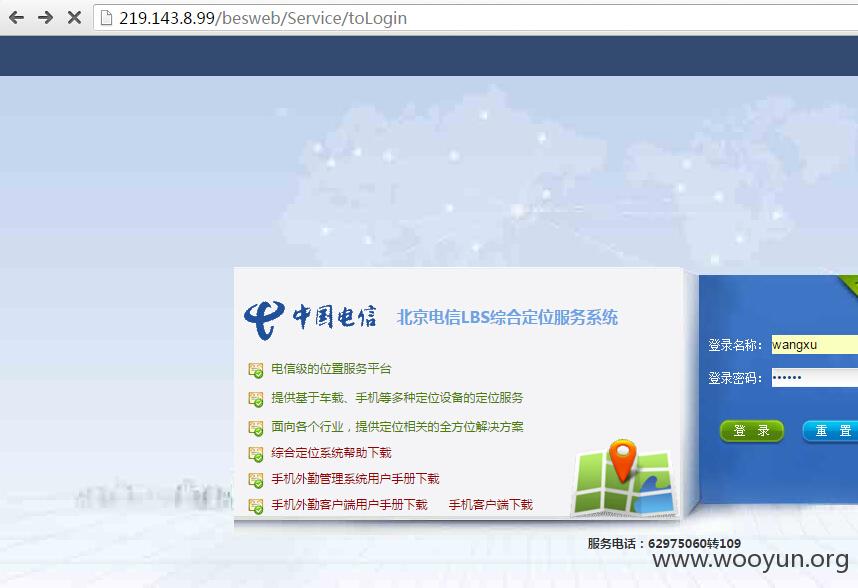 219.143.8.99/besweb/Service/toLogin
中国电信 北京电信LBS综合定位服务系统
电信级的位置服务平台
提供基于车载、手机等多种定位设备的定位服务
面向各个行业，提供定位相关的全方位解决方案
综合定位系统帮助下载
手机外勤管理系统用户手册下载
手机外勤客户端用户手册下载 手机客户端下载
登录名称： wangxu
登录密码： ••••••
登 录 重 置
服务电话：62975060转109
www.wooyun.org